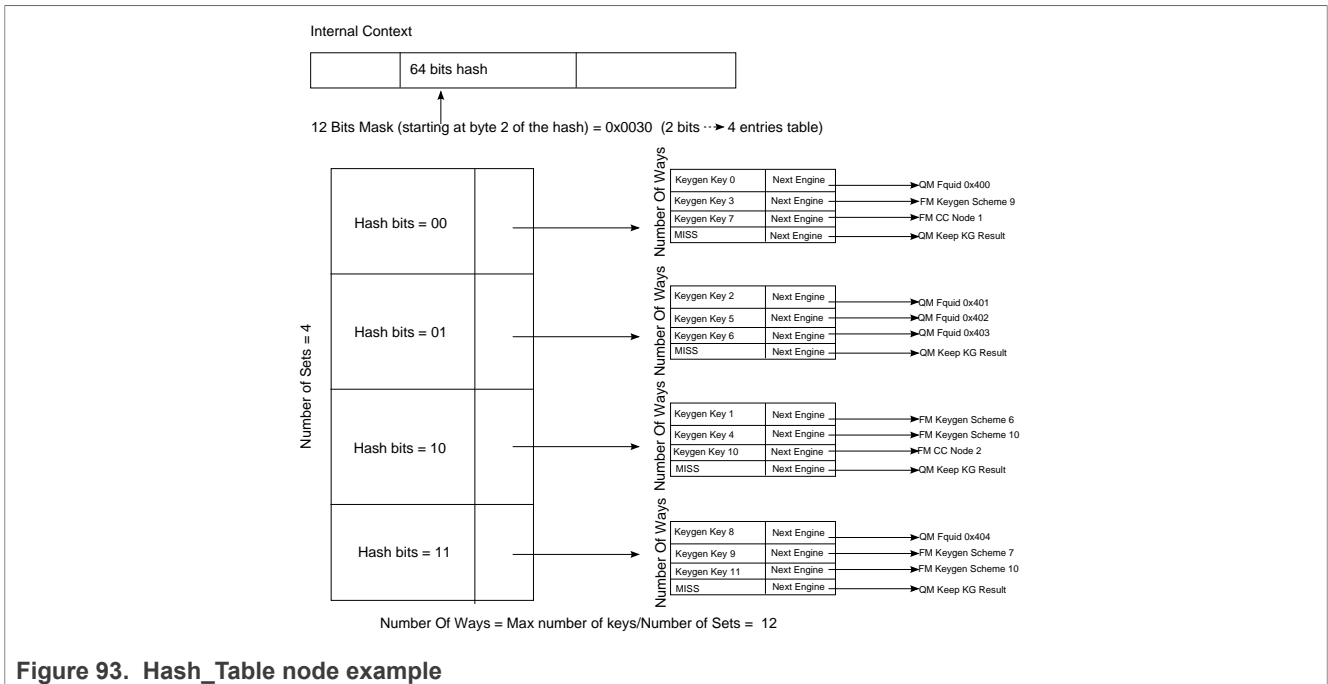 Internal Context
64 bits hash
12 Bits Mask (starting at byte 2 of the hash) = 0x0030 (2 bits ···➤ 4 entries table)
Number of Sets = 4
Hash bits = 00
Number Of Ways
Keygen Key 0 Next Engine QM Fquid 0x400
Keygen Key 3 Next Engine FM Keygen Scheme 9
Keygen Key 7 Next Engine FM CC Node 1
MISS Next Engine QM Keep KG Result
Hash bits = 01
Number Of Ways
Keygen Key 2 Next Engine QM Fquid 0x401
Keygen Key 5 Next Engine QM Fquid 0x402
Keygen Key 6 Next Engine QM Fquid 0x403
MISS Next Engine QM Keep KG Result
Hash bits = 10
Number Of Ways
Keygen Key 1 Next Engine FM Keygen Scheme 6
Keygen Key 4 Next Engine FM Keygen Scheme 10
Keygen Key 10 Next Engine FM CC Node 2
MISS Next Engine QM Keep KG Result
Hash bits = 11
Number Of Ways
Keygen Key 8 Next Engine QM Fquid 0x404
Keygen Key 9 Next Engine FM Keygen Scheme 7
Keygen Key 11 Next Engine FM Keygen Scheme 10
MISS Next Engine QM Keep KG Result
Number Of Ways = Max number of keys/Number of Sets = 12
Figure 93. Hash_Table node example